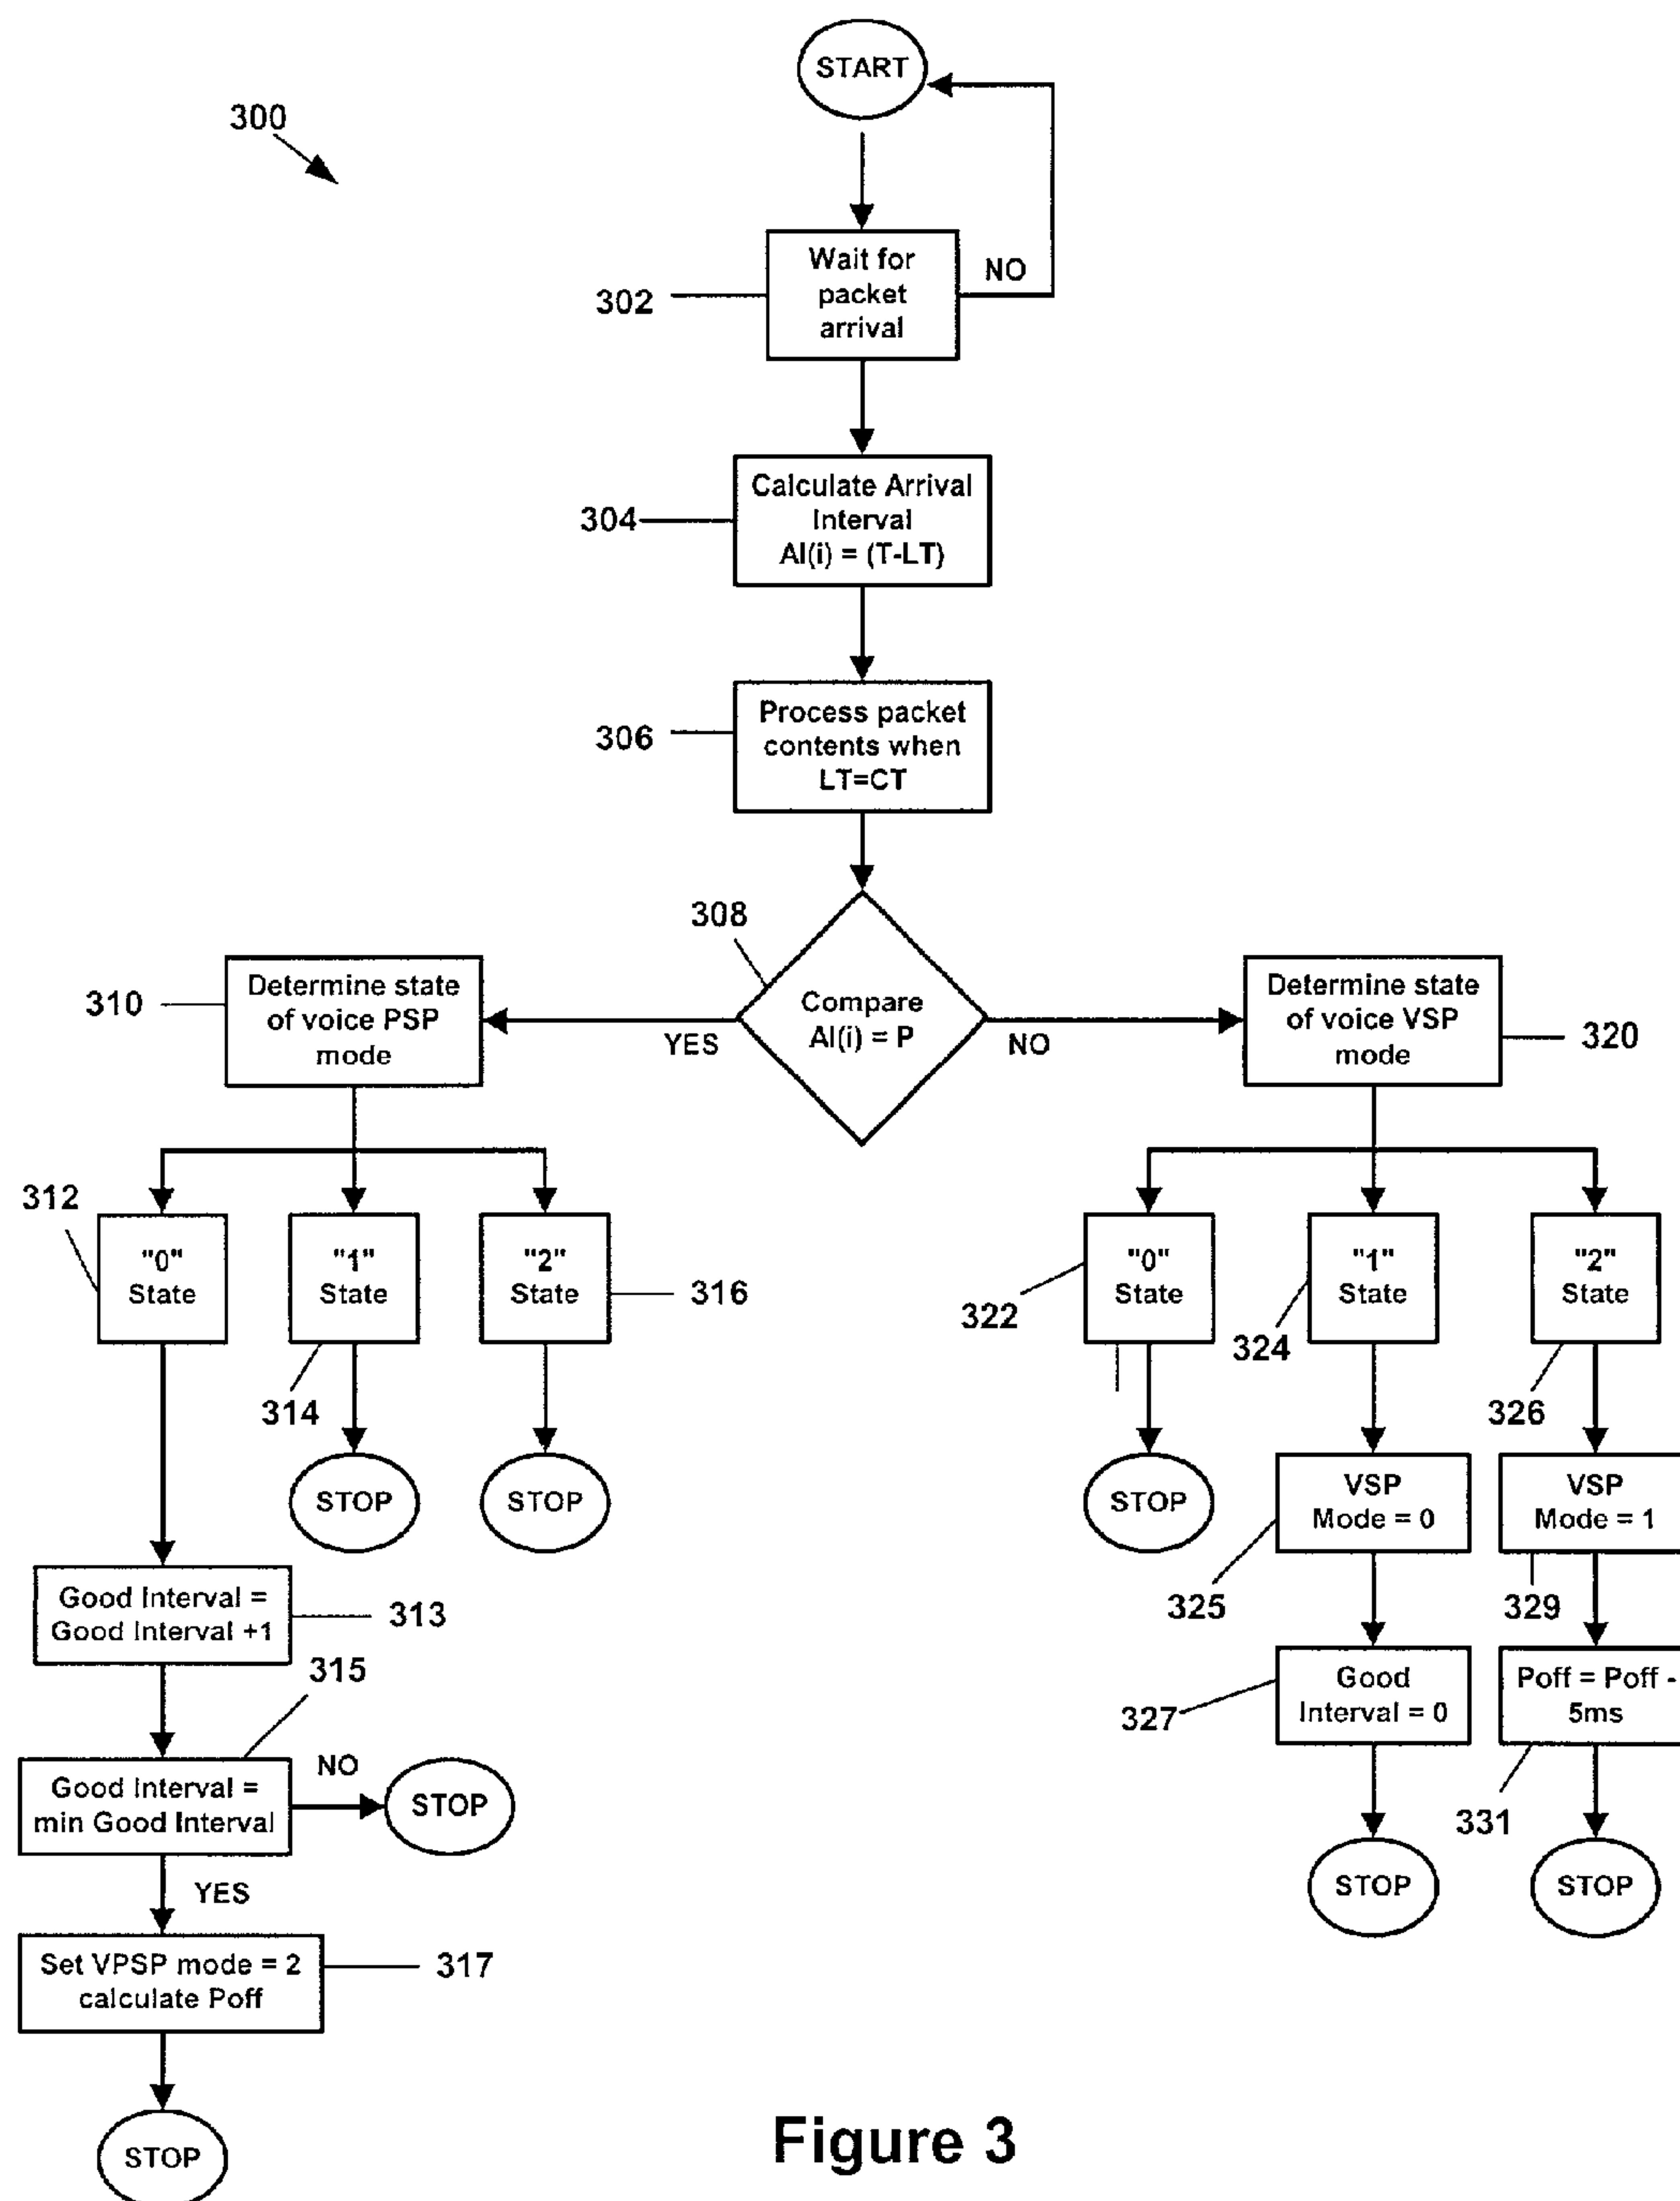 START
300
Wait for
packet
arrival
NO
302
Calculate Arrival
Interval
AI(i) = (T-LT)
304
Process packet
contents when
LT=CT
306
308
Compare
AI(i) = P
YES
NO
Determine state
of voice PSP
mode
310
Determine state
of voice VSP
mode
320
312
"0"
State
"1"
State
"2"
State
316
314
STOP
STOP
322
"0"
State
324
"1"
State
"2"
State
326
STOP
VSP
Mode = 0
VSP
Mode = 1
325
329
Good Interval =
Good Interval +1
313
315
Good
Interval = 0
327
Poff = Poff -
5ms
331
Good Interval =
min Good Interval
NO
STOP
STOP
STOP
YES
Set VPSP mode = 2
calculate Poff
317
STOP
Figure 3